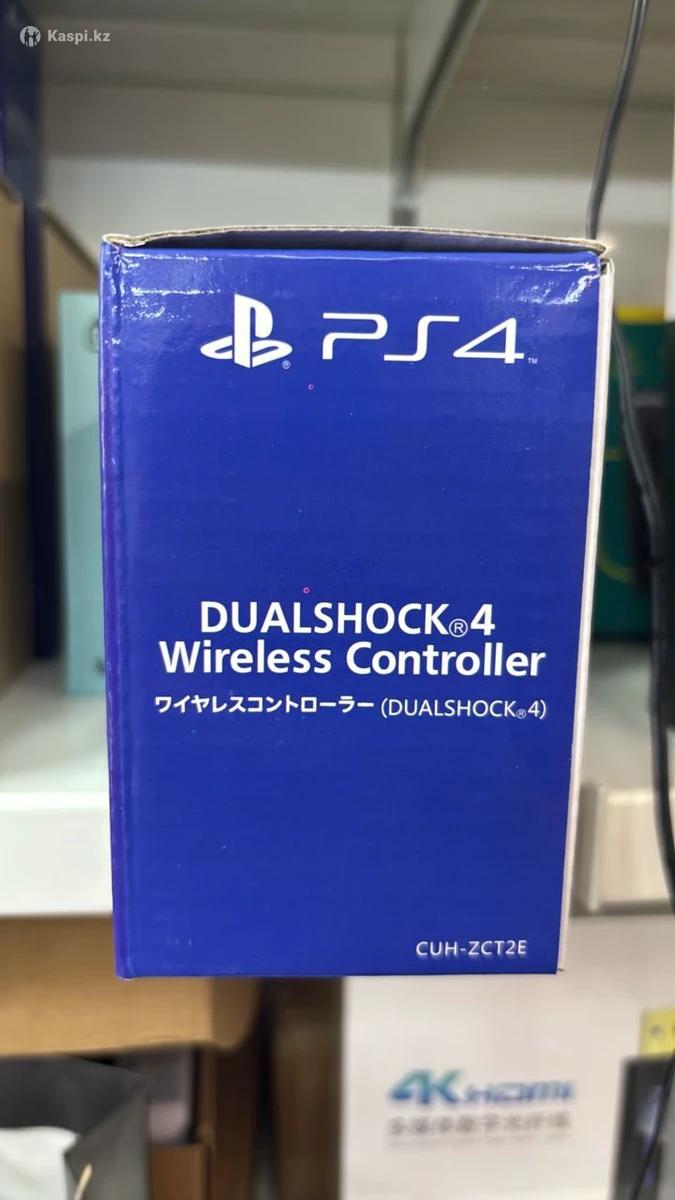 Kaspi.kz
PS4™
DUALSHOCK®4
Wireless Controller
ワイヤレスコントローラー (DUALSHOCK®4)
CUH-ZCT2E
4K HDMI